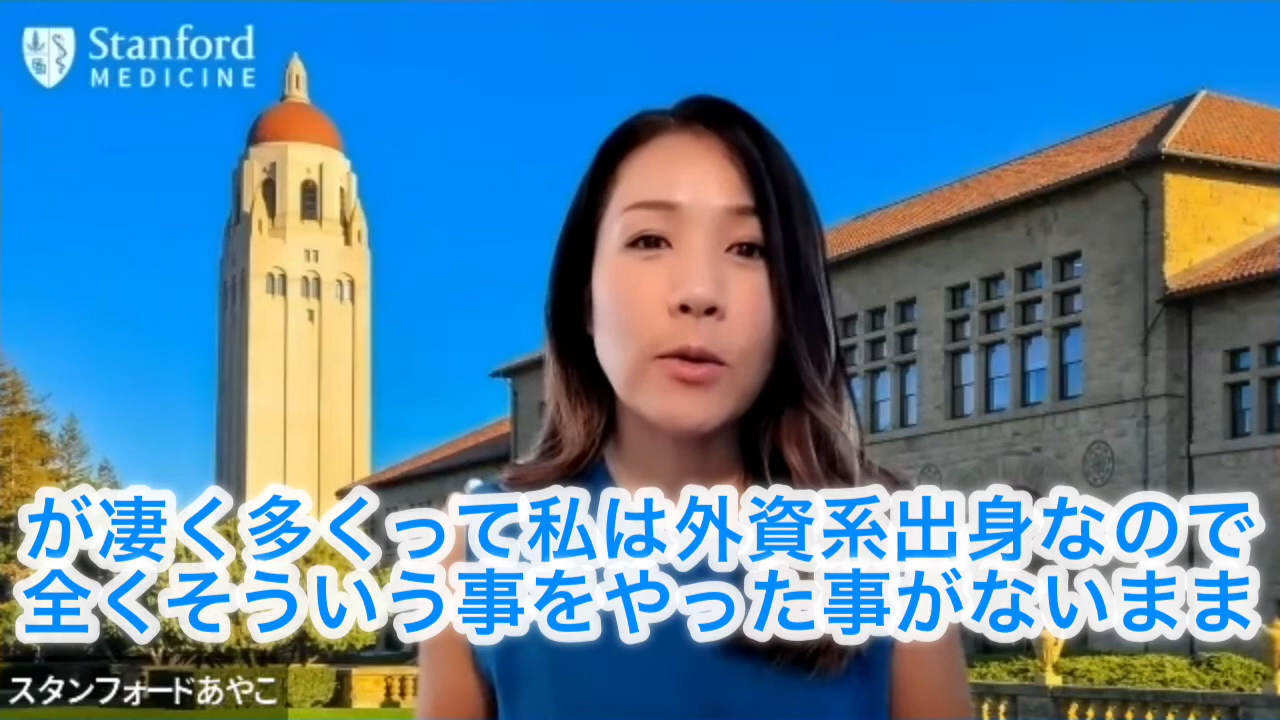 Stanford
MEDICINE
が凄く多くって私は外資系出身なので
全くそういう事をやった事がないまま
スタンフォードあやこ